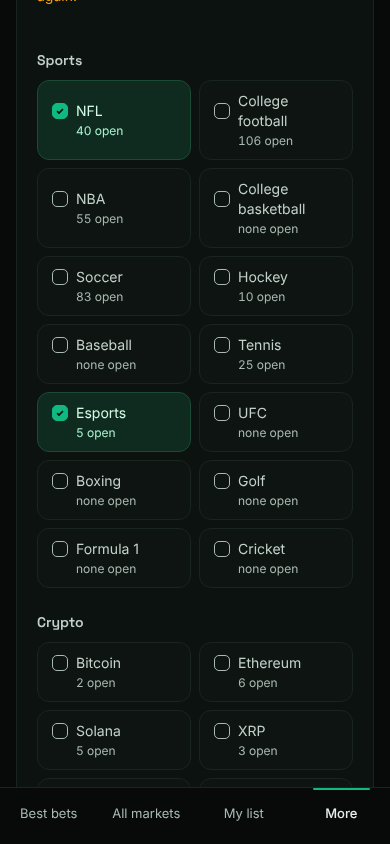 again.
Sports
NFL
40 open
College
football
106 open
NBA
55 open
College
basketball
none open
Soccer
83 open
Hockey
10 open
Baseball
none open
Tennis
25 open
Esports
5 open
UFC
none open
Boxing
none open
Golf
none open
Formula 1
none open
Cricket
none open
Crypto
Bitcoin
2 open
Ethereum
6 open
Solana
5 open
XRP
3 open
Best bets
All markets
My list
More